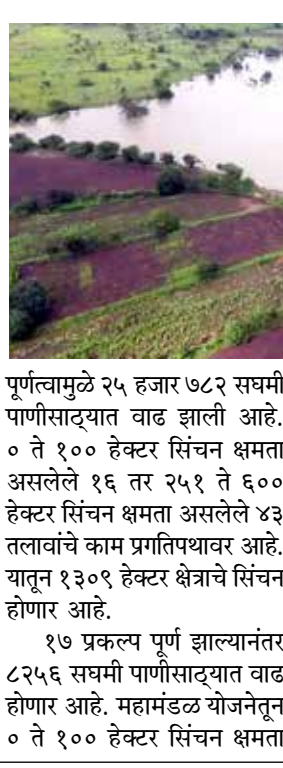 पूर्णत्वामुळे २५ हजार ७८२ सघमी
पाणीसाठ्यात वाढ झाली आहे.
० ते १०० हेक्टर सिंचन क्षमता
असलेले १६ तर २५१ ते ६००
हेक्टर सिंचन क्षमता असलेले ४३
तलावांचे काम प्रगतिपथावर आहे.
यातून १३०९ हेक्टर क्षेत्राचे सिंचन
होणार आहे.
१७ प्रकल्प पूर्ण झाल्यानंतर
८२५६ सघमी पाणीसाठ्यात वाढ
होणार आहे. महामंडळ योजनेतून
० ते १०० हेक्टर सिंचन क्षमता